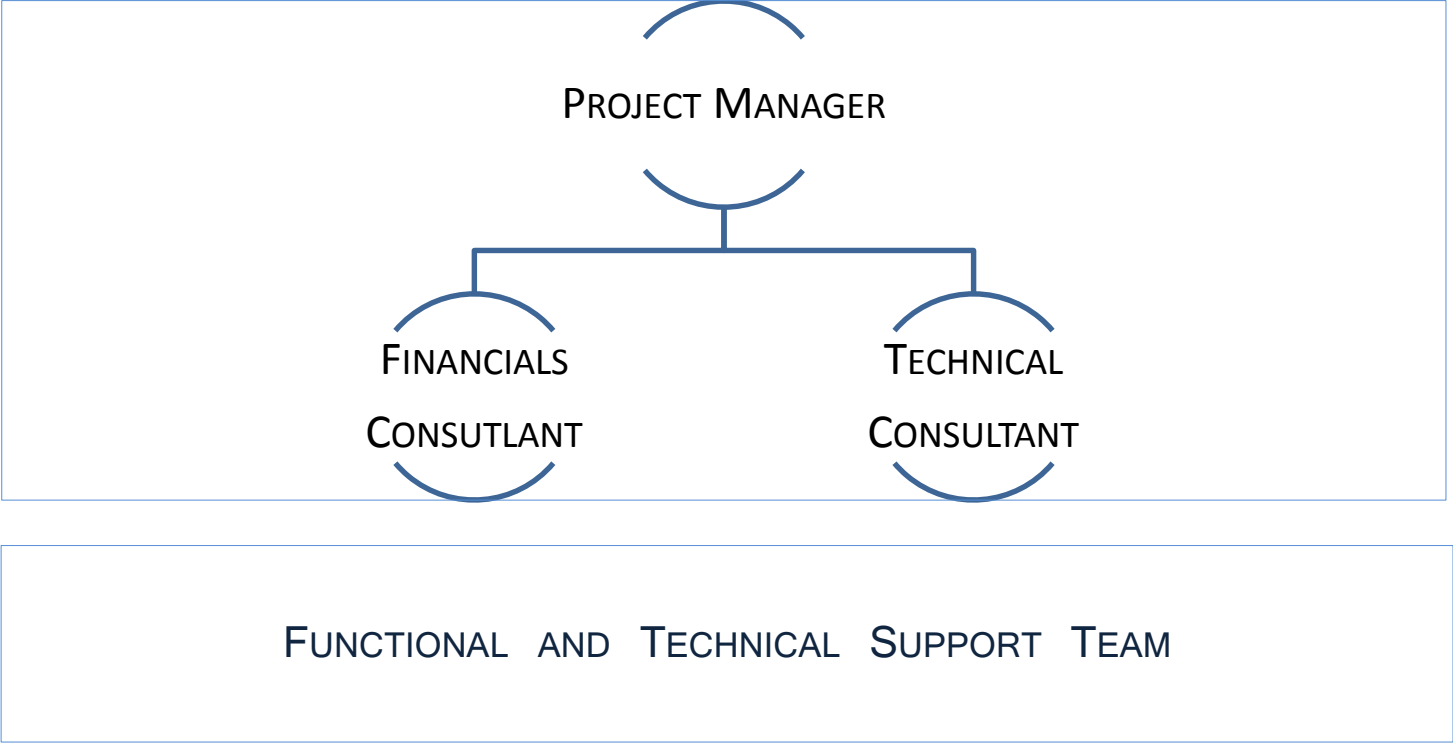 PROJECT MANAGER
FINANCIALS
CONSUTLANT
TECHNICAL
CONSULTANT
FUNCTIONAL AND TECHNICAL SUPPORT TEAM